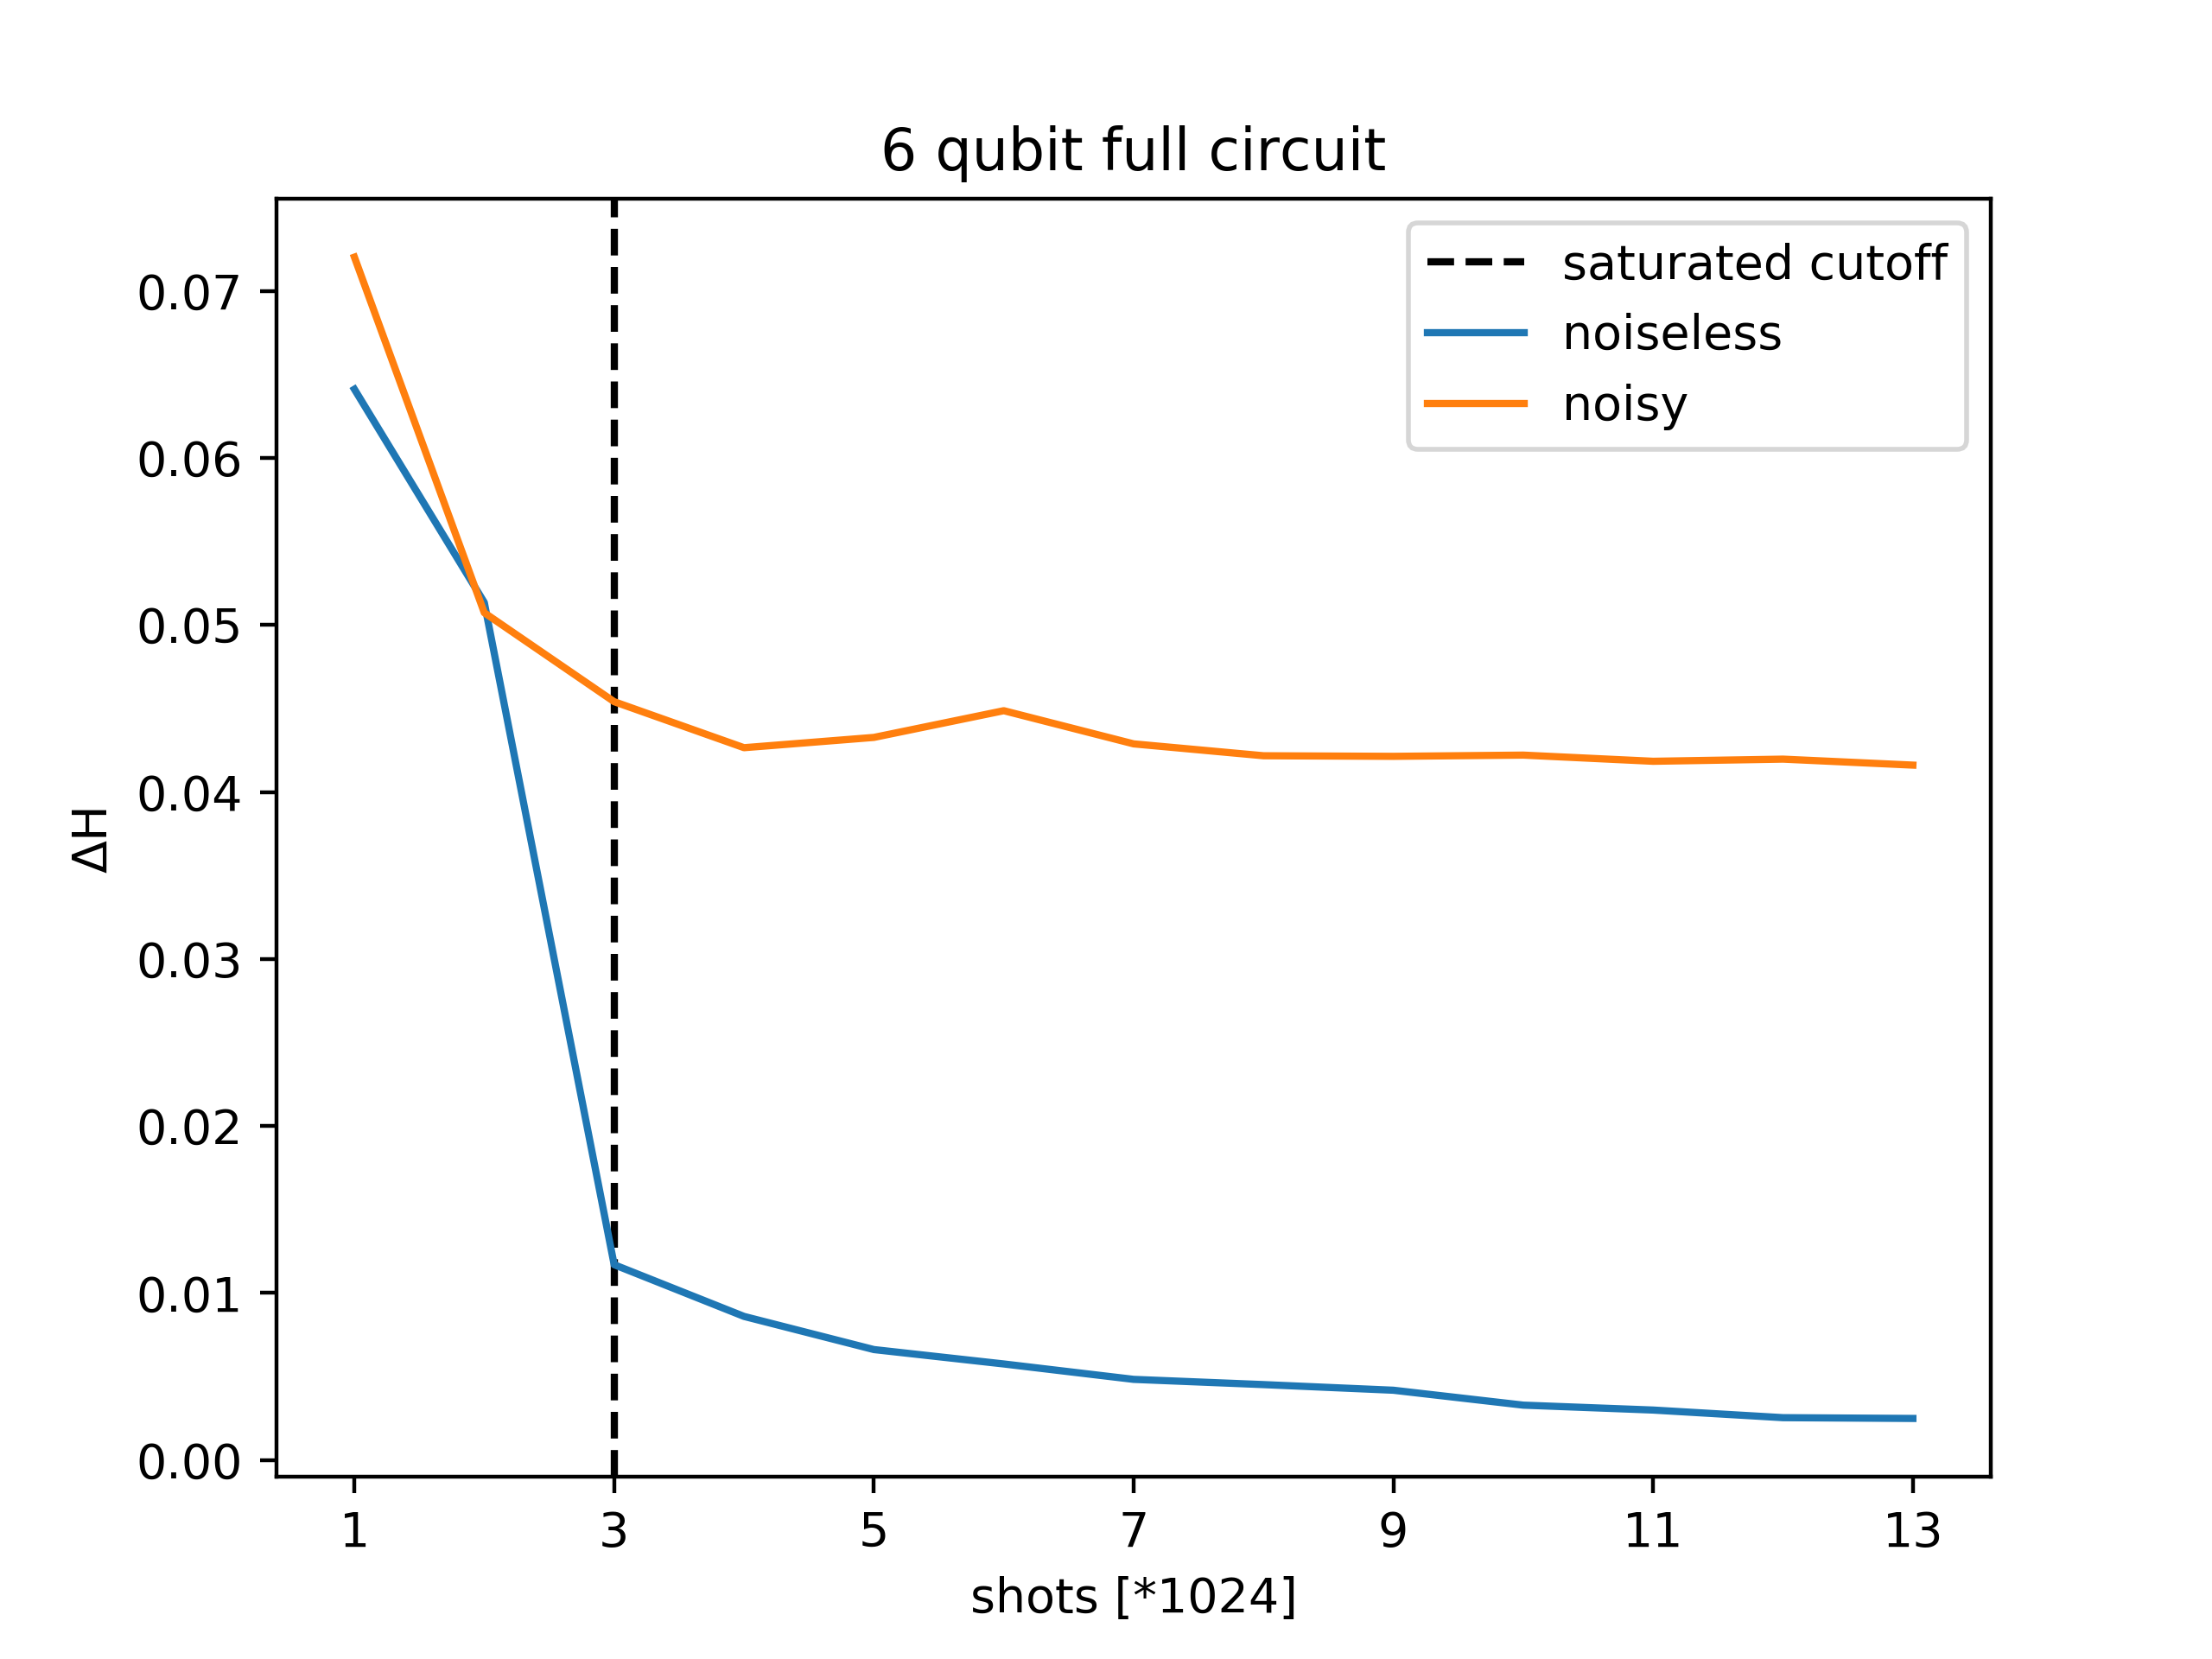 6 qubit full circuit
saturated cutoff
noiseless
noisy
0.07
0.06
0.05
0.04
0.03
0.02
0.01
0.00
ΔH
1 3 5 7 9 11 13
shots [*1024]